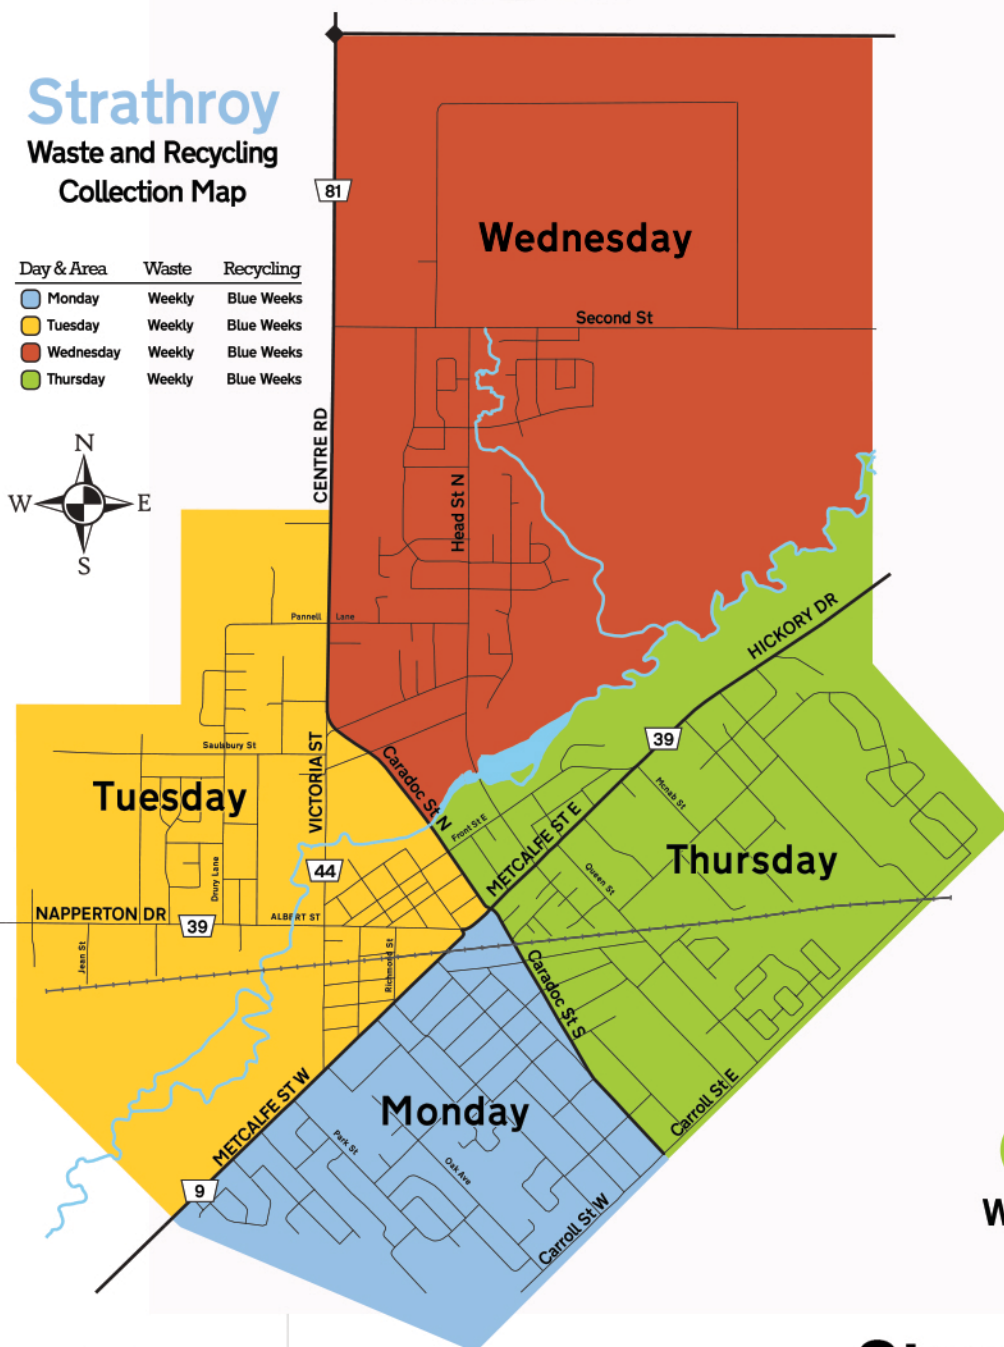 Strathroy
Waste and Recycling
Collection Map
Day & Area Waste Recycling
Monday Weekly Blue Weeks
Tuesday Weekly Blue Weeks
Wednesday Weekly Blue Weeks
Thursday Weekly Blue Weeks
N
W E
S
81
Wednesday
Second St
CENTRE RD
Head St N
Pannell Lane
HICKORY DR
39
Saulsbury St
VICTORIA ST
Caradoc St N
Tuesday
Mcnab St
Front St E
METCALFE ST E
Thursday
44
Drury Lane
Queen St
NAPPERTON DR
39
ALBERT ST
Jean St
Richmond St
Caradoc St S
METCALFE ST W
Monday
Carroll St E
Park St
Oak Ave
9
Carroll St W
W